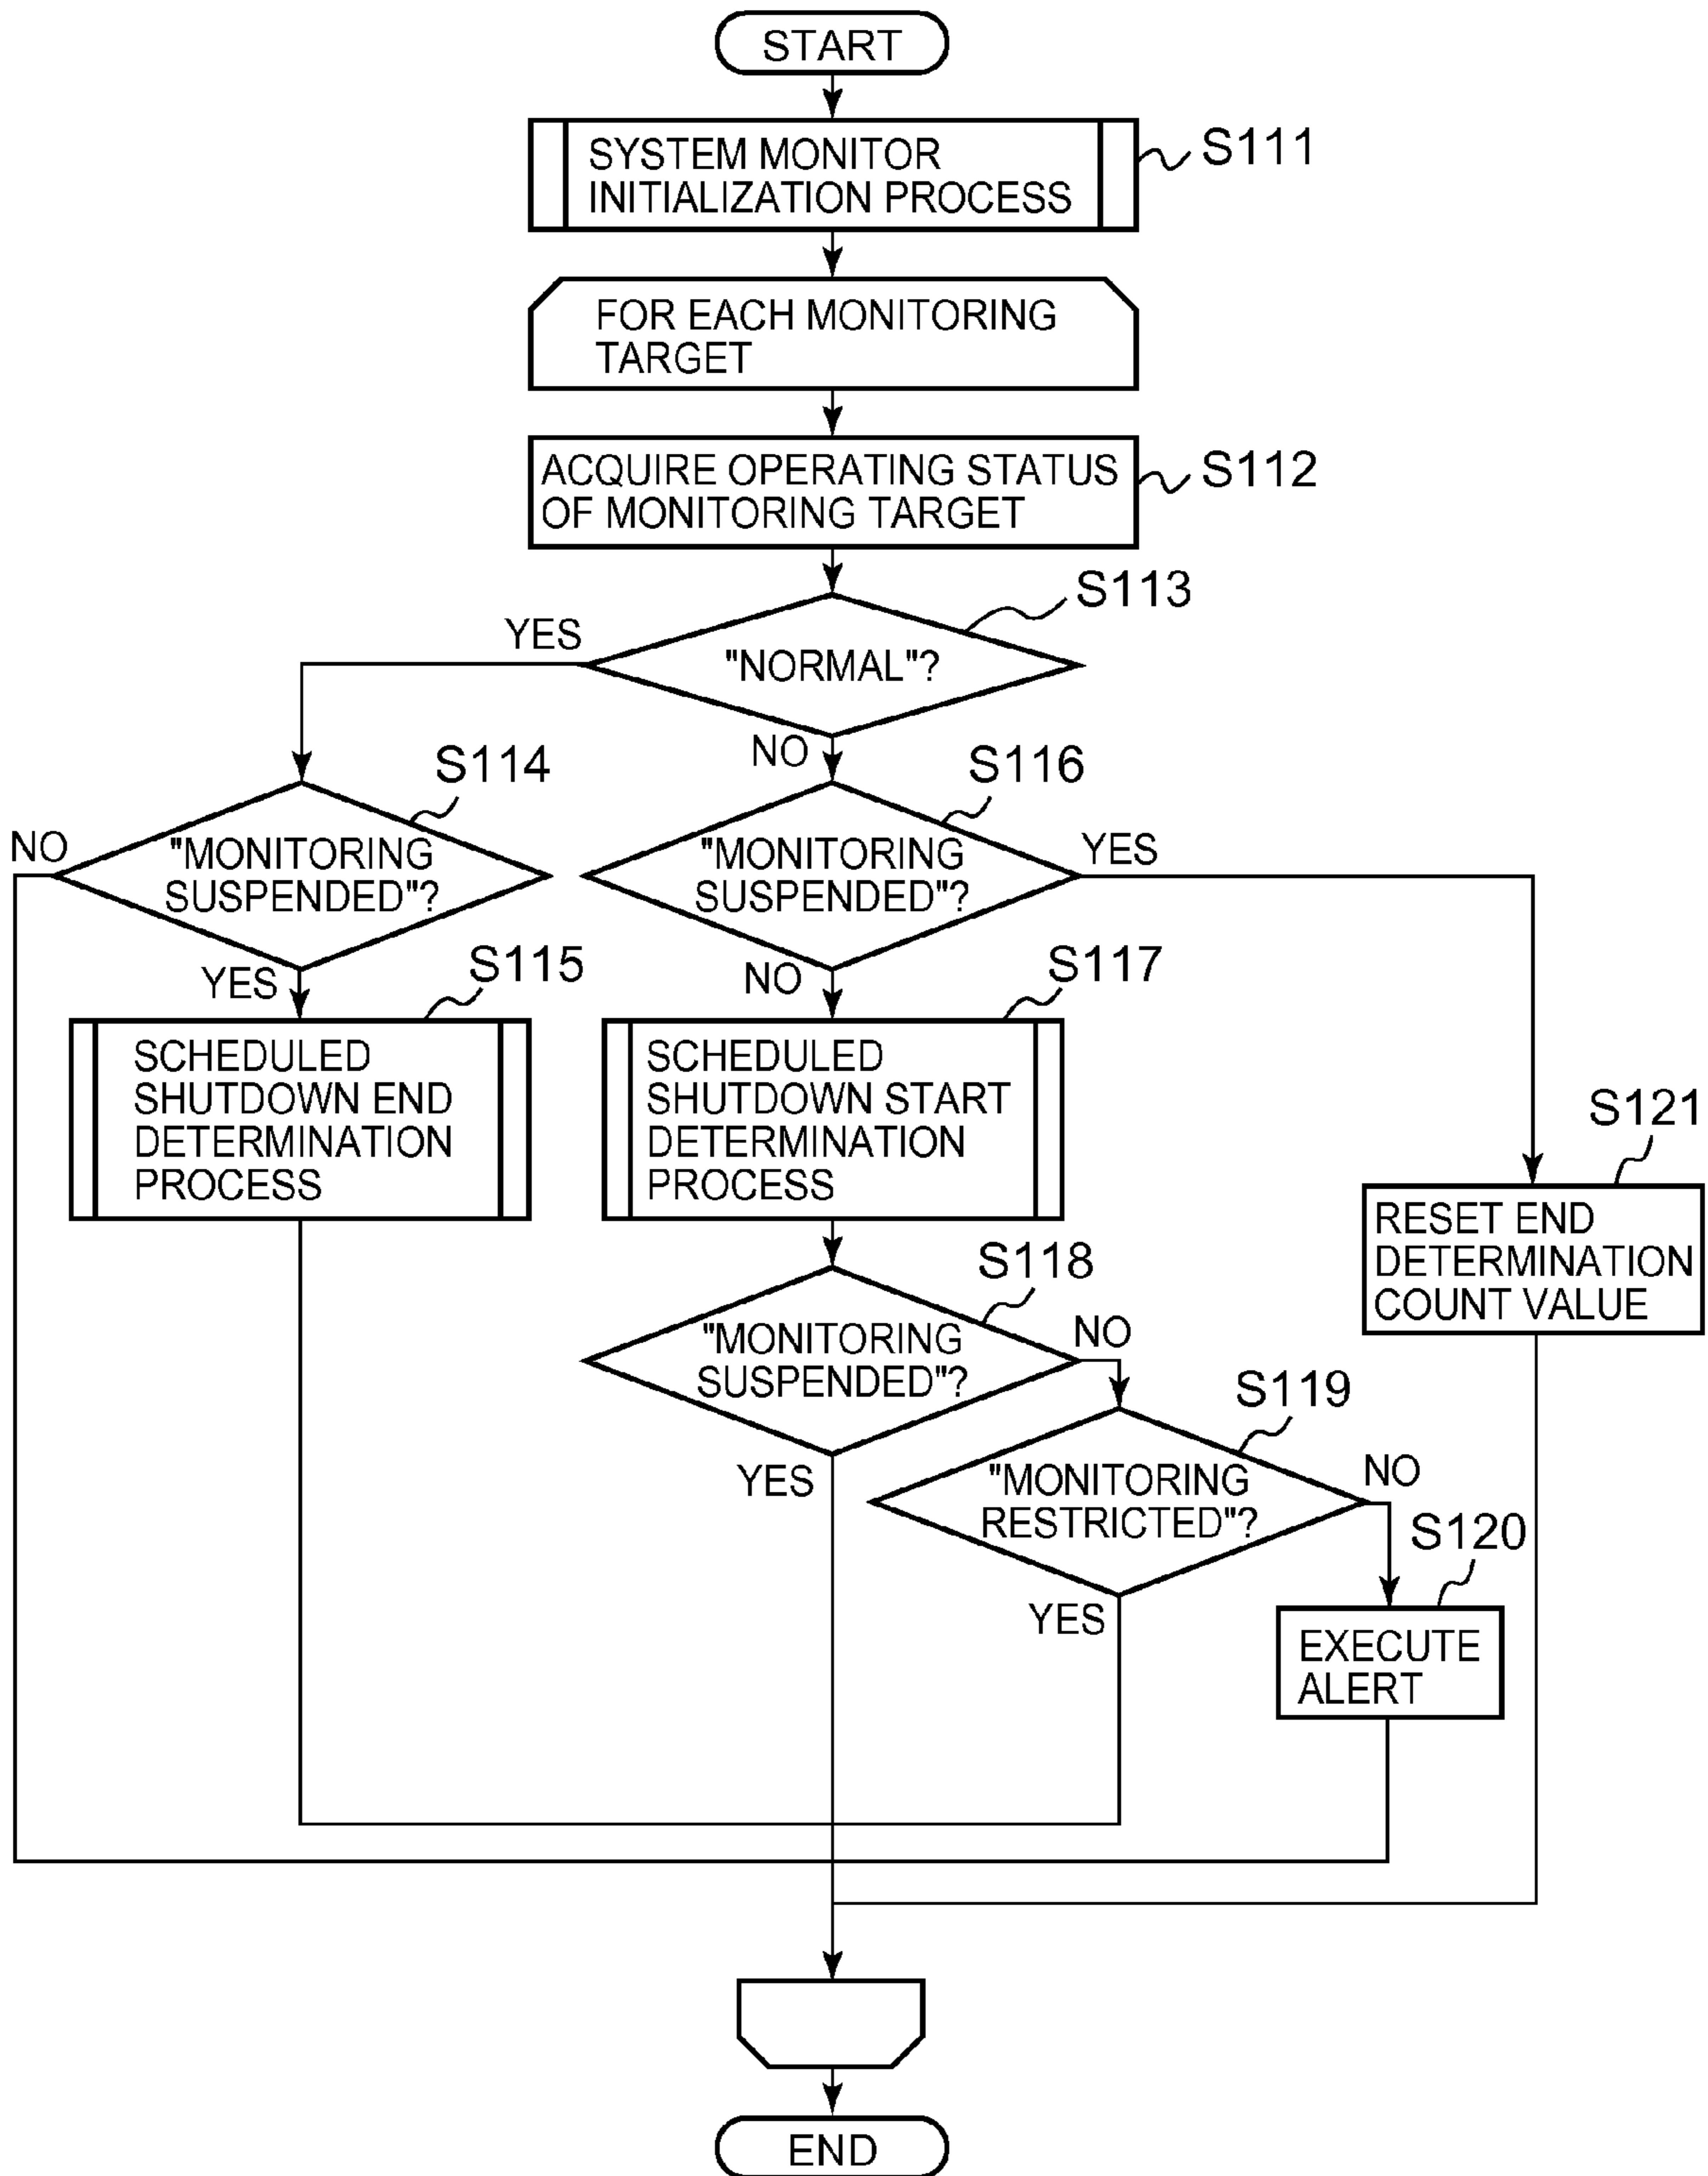 START
SYSTEM MONITOR
INITIALIZATION PROCESS
S111
FOR EACH MONITORING
TARGET
ACQUIRE OPERATING STATUS
OF MONITORING TARGET
S112
S113
YES
"NORMAL"?
NO
S114
S116
NO
"MONITORING
SUSPENDED"?
"MONITORING
SUSPENDED"?
YES
YES
S115
NO
S117
SCHEDULED
SHUTDOWN END
DETERMINATION
PROCESS
SCHEDULED
SHUTDOWN START
DETERMINATION
PROCESS
S121
RESET END
DETERMINATION
COUNT VALUE
S118
"MONITORING
SUSPENDED"?
NO
YES
S119
"MONITORING
RESTRICTED"?
NO
YES
S120
EXECUTE
ALERT
END